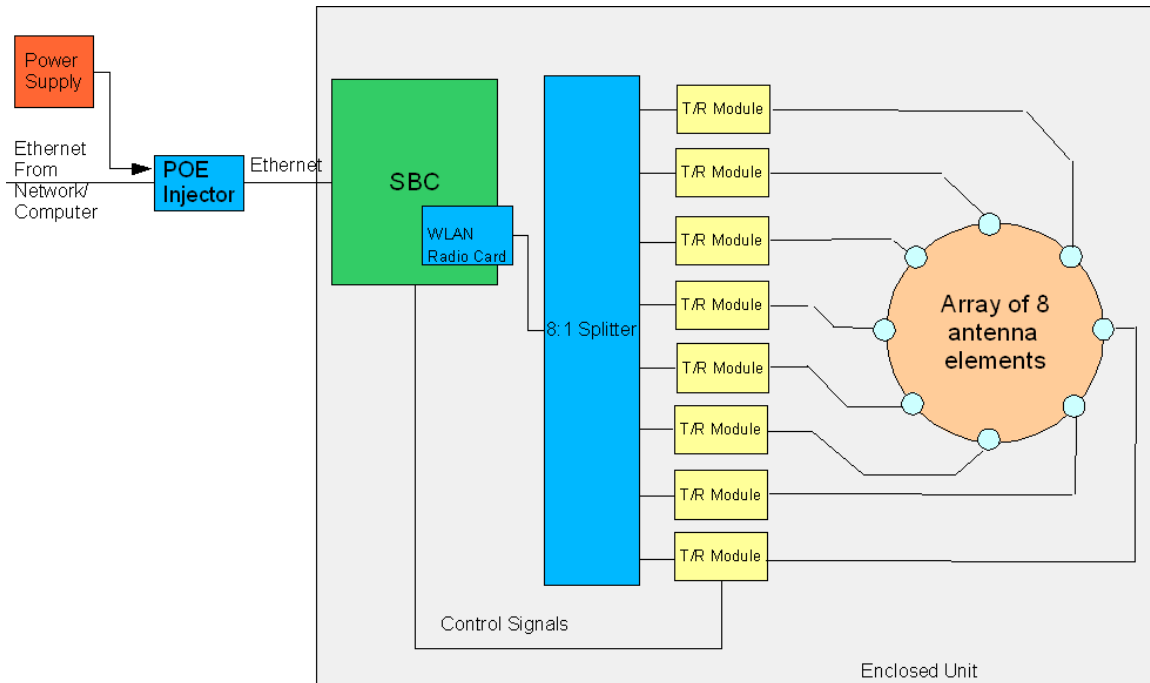 Power
Supply
Ethernet
From
Network/
Computer
POE
Injector
Ethernet
SBC
WLAN
Radio Card
8:1 Splitter
T/R Module
T/R Module
T/R Module
T/R Module
T/R Module
T/R Module
T/R Module
T/R Module
Array of 8
antenna
elements
Control Signals
Enclosed Unit